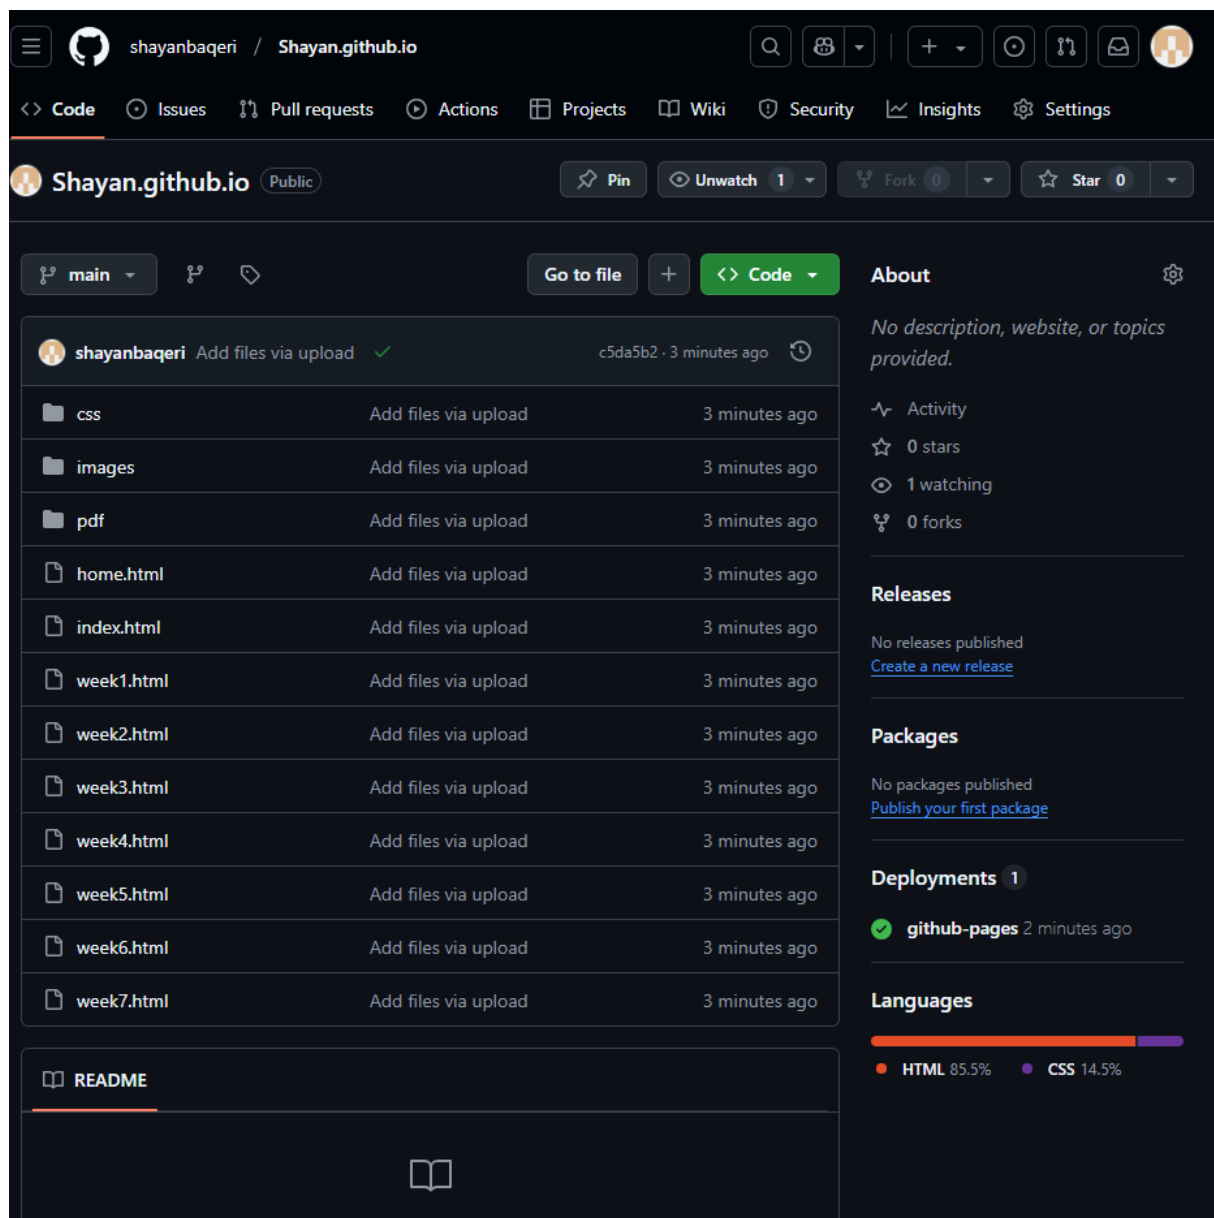 shayanbaqeri / Shayan.github.io
Code Issues Pull requests Actions Projects Wiki Security Insights Settings
Shayan.github.io Public Pin Unwatch 1 Fork 0 Star 0
main Go to file Code
shayanbaqeri Add files via upload c5da5b2 · 3 minutes ago
css Add files via upload 3 minutes ago
images Add files via upload 3 minutes ago
pdf Add files via upload 3 minutes ago
home.html Add files via upload 3 minutes ago
index.html Add files via upload 3 minutes ago
week1.html Add files via upload 3 minutes ago
week2.html Add files via upload 3 minutes ago
week3.html Add files via upload 3 minutes ago
week4.html Add files via upload 3 minutes ago
week5.html Add files via upload 3 minutes ago
week6.html Add files via upload 3 minutes ago
week7.html Add files via upload 3 minutes ago
README
About
No description, website, or topics
provided.
Activity
0 stars
1 watching
0 forks
Releases
No releases published
Create a new release
Packages
No packages published
Publish your first package
Deployments 1
github-pages 2 minutes ago
Languages
HTML 85.5% CSS 14.5%